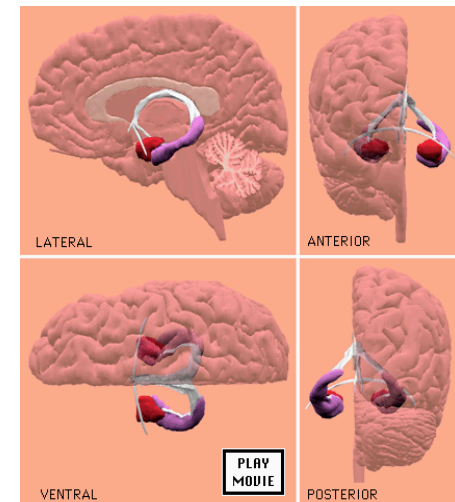 LATERAL
ANTERIOR
VENTRAL
PLAY
MOVIE
POSTERIOR